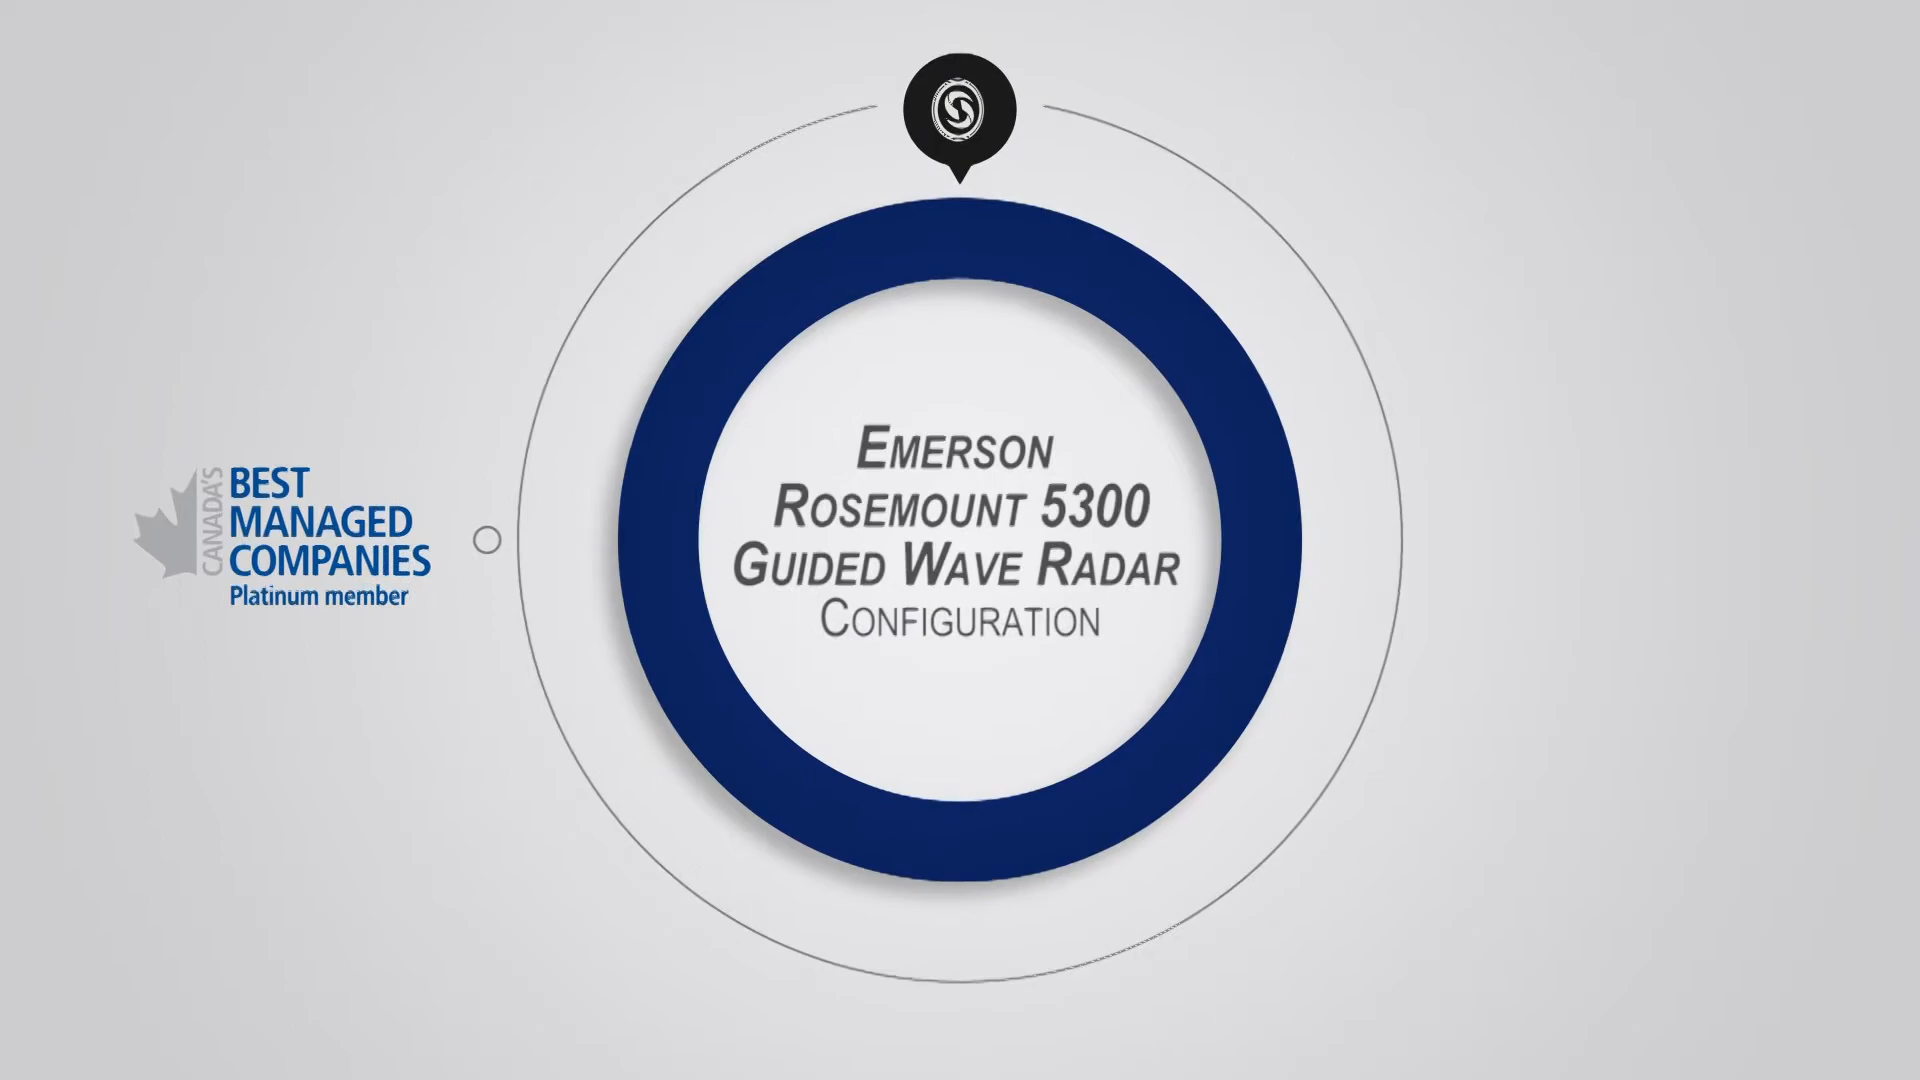 CANADA'S
BEST
MANAGED
COMPANIES
Platinum member
EMERSON
ROSEMOUNT 5300
GUIDED WAVE RADAR
CONFIGURATION